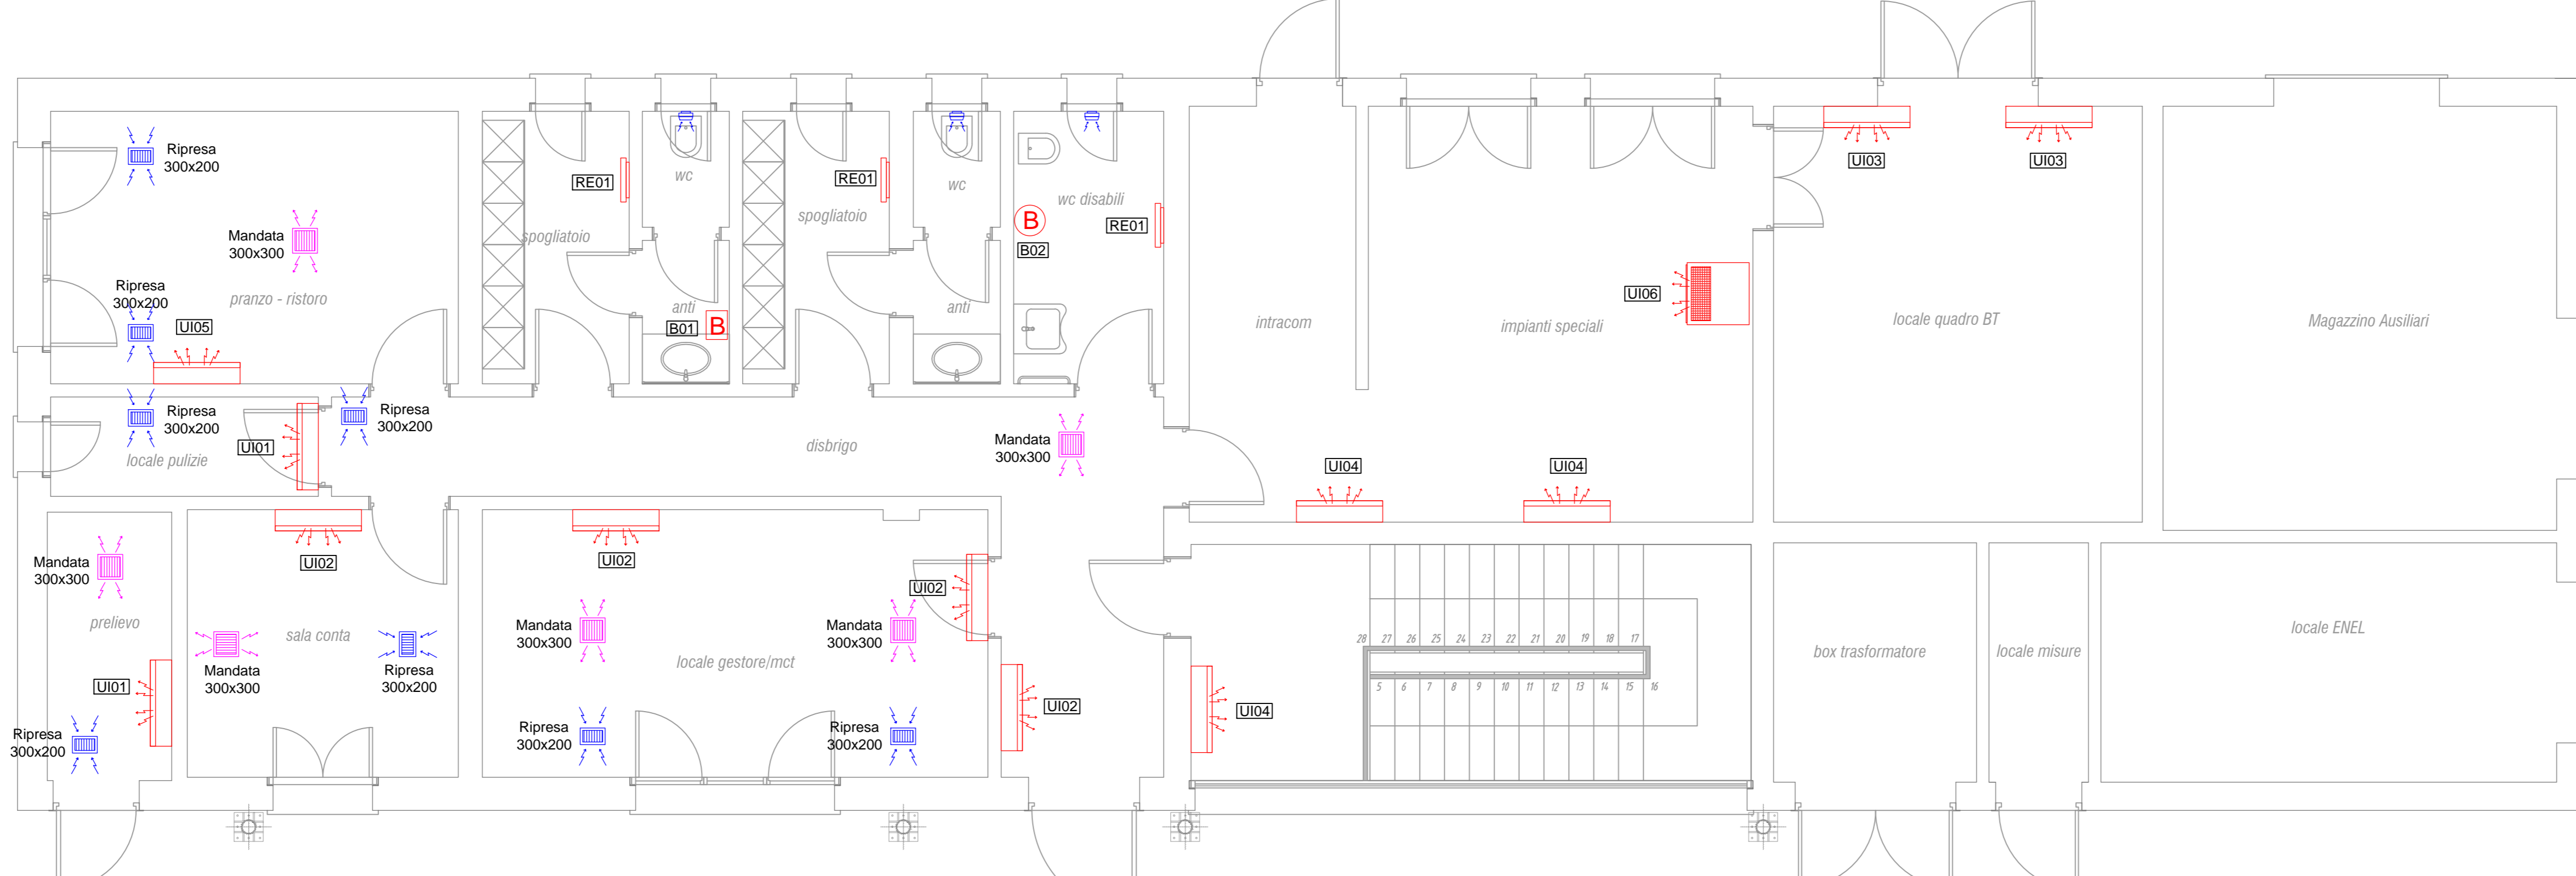 Ripresa
300x200
Mandata
300x300
Ripresa
300x200
pranzo - ristoro
UI05
RE01
spogliatoio
wc
anti
B01
B
RE01
spogliatoio
wc
anti
wc disabili
B
B02
RE01
intracom
impianti speciali
UI06
UI03
UI03
locale quadro BT
Magazzino Ausiliari
Ripresa
300x200
UI01
locale pulizie
Ripresa
300x200
disbrigo
Mandata
300x300
UI04
UI04
Mandata
300x300
prelievo
UI01
Ripresa
300x200
UI02
sala conta
Mandata
300x300
Ripresa
300x200
UI02
UI02
Mandata
300x300
Mandata
300x300
locale gestore/mct
Ripresa
300x200
Ripresa
300x200
UI02
UI04
28 27 26 25 24 23 22 21 20 19 18 17
5 6 7 8 9 10 11 12 13 14 15 16
box trasformatore
locale misure
locale ENEL